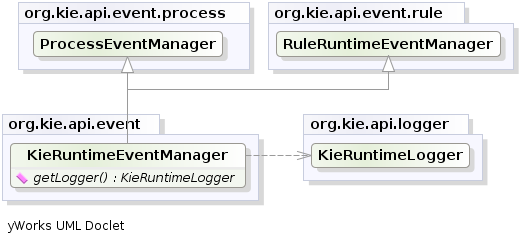 org.kie.api.event.process
org.kie.api.event.rule
ProcessEventManager
RuleRuntimeEventManager
org.kie.api.event
org.kie.api.logger
KieRuntimeEventManager
KieRuntimeLogger
getLogger() : KieRuntimeLogger
yWorks UML Doclet